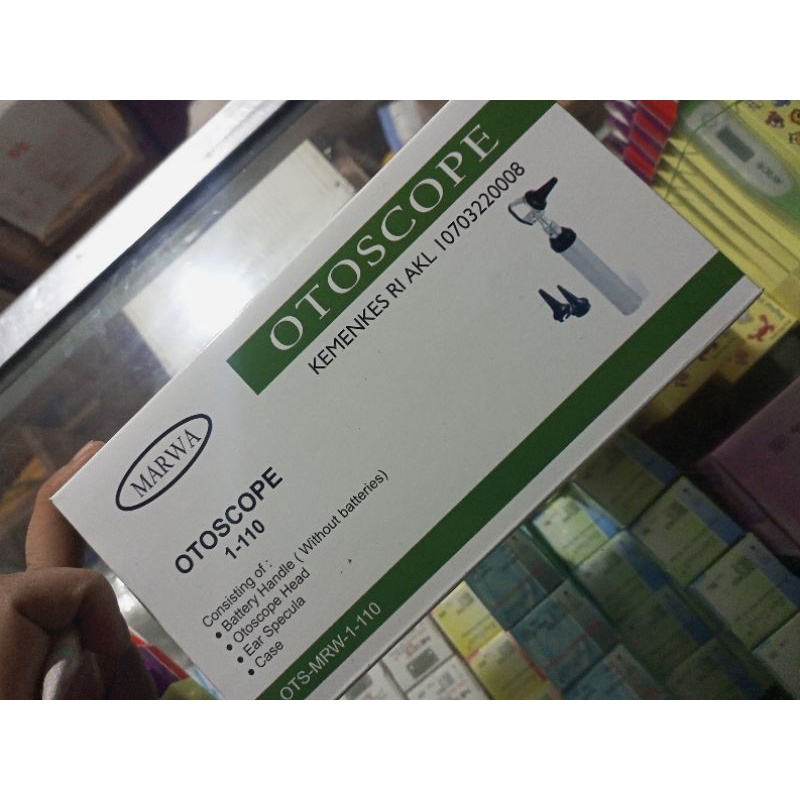 OTOSCOPE
KEMENKES RI AKL 10703220008
MARWA
OTOSCOPE
1-110
Consisting of :
• Battery Handle ( Without batteries)
• Otoscope Head
• Ear Specula
• Case
OTS-MRW-1-110